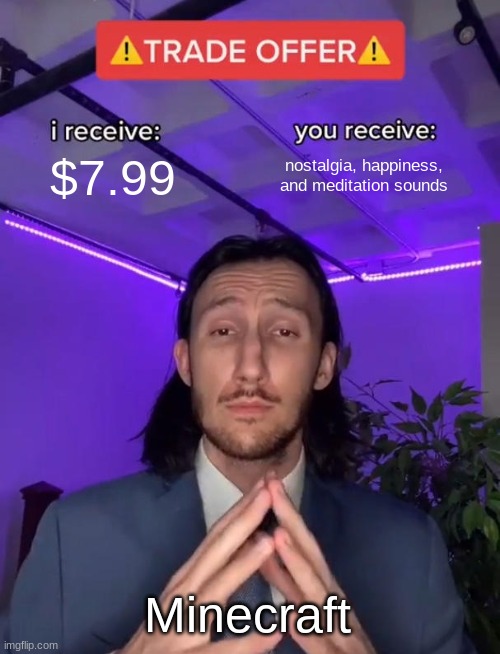 ⚠️TRADE OFFER⚠️
i receive:
you receive:
$7.99
nostalgia, happiness,
and meditation sounds
Minecraft
imgflip.com